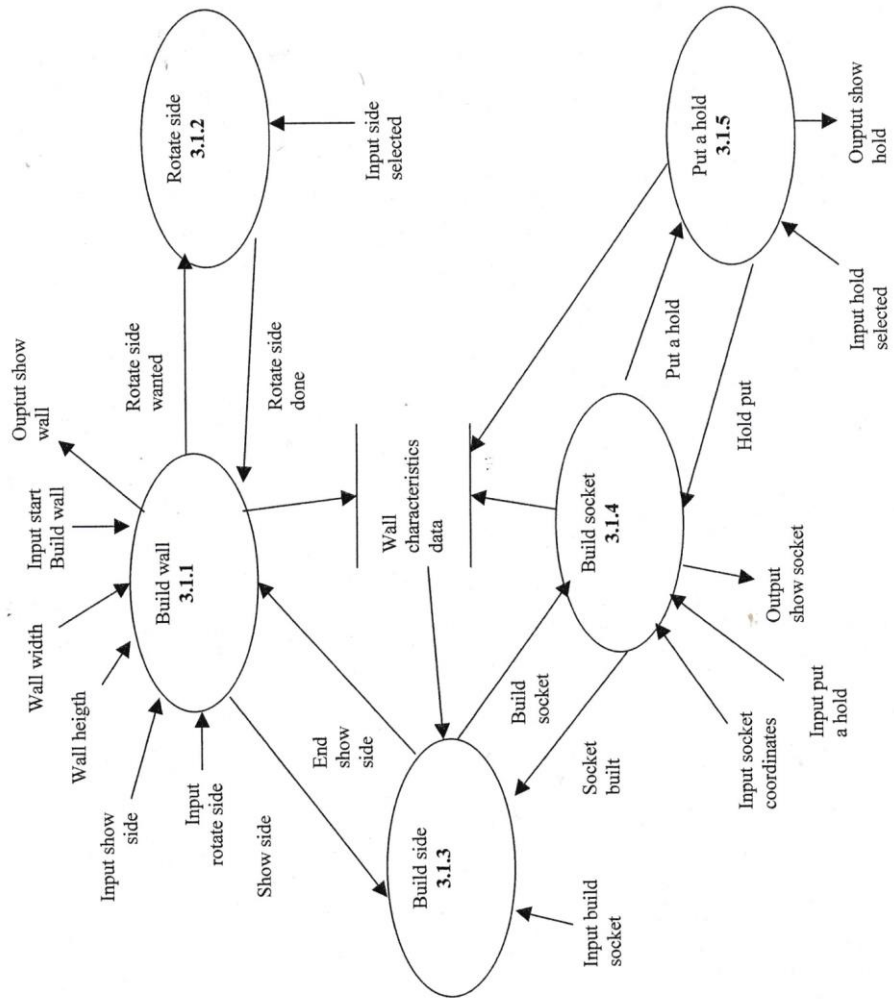 Ouptut show
wall
Input start
Build wall
Wall width
Wall heigth
Input show
side
Input
rotate side
Build wall
3.1.1
Rotate side
wanted
Rotate side
done
Rotate side
3.1.2
Input side
selected
Show side
End
show
side
Wall
characteristics
data
Build side
3.1.3
Input build
socket
Build
socket
Socket
built
Build socket
3.1.4
Input socket
coordinates
Input put
a hold
Output
show socket
Put a hold
Hold put
Put a hold
3.1.5
Input hold
selected
Ouptut show
hold